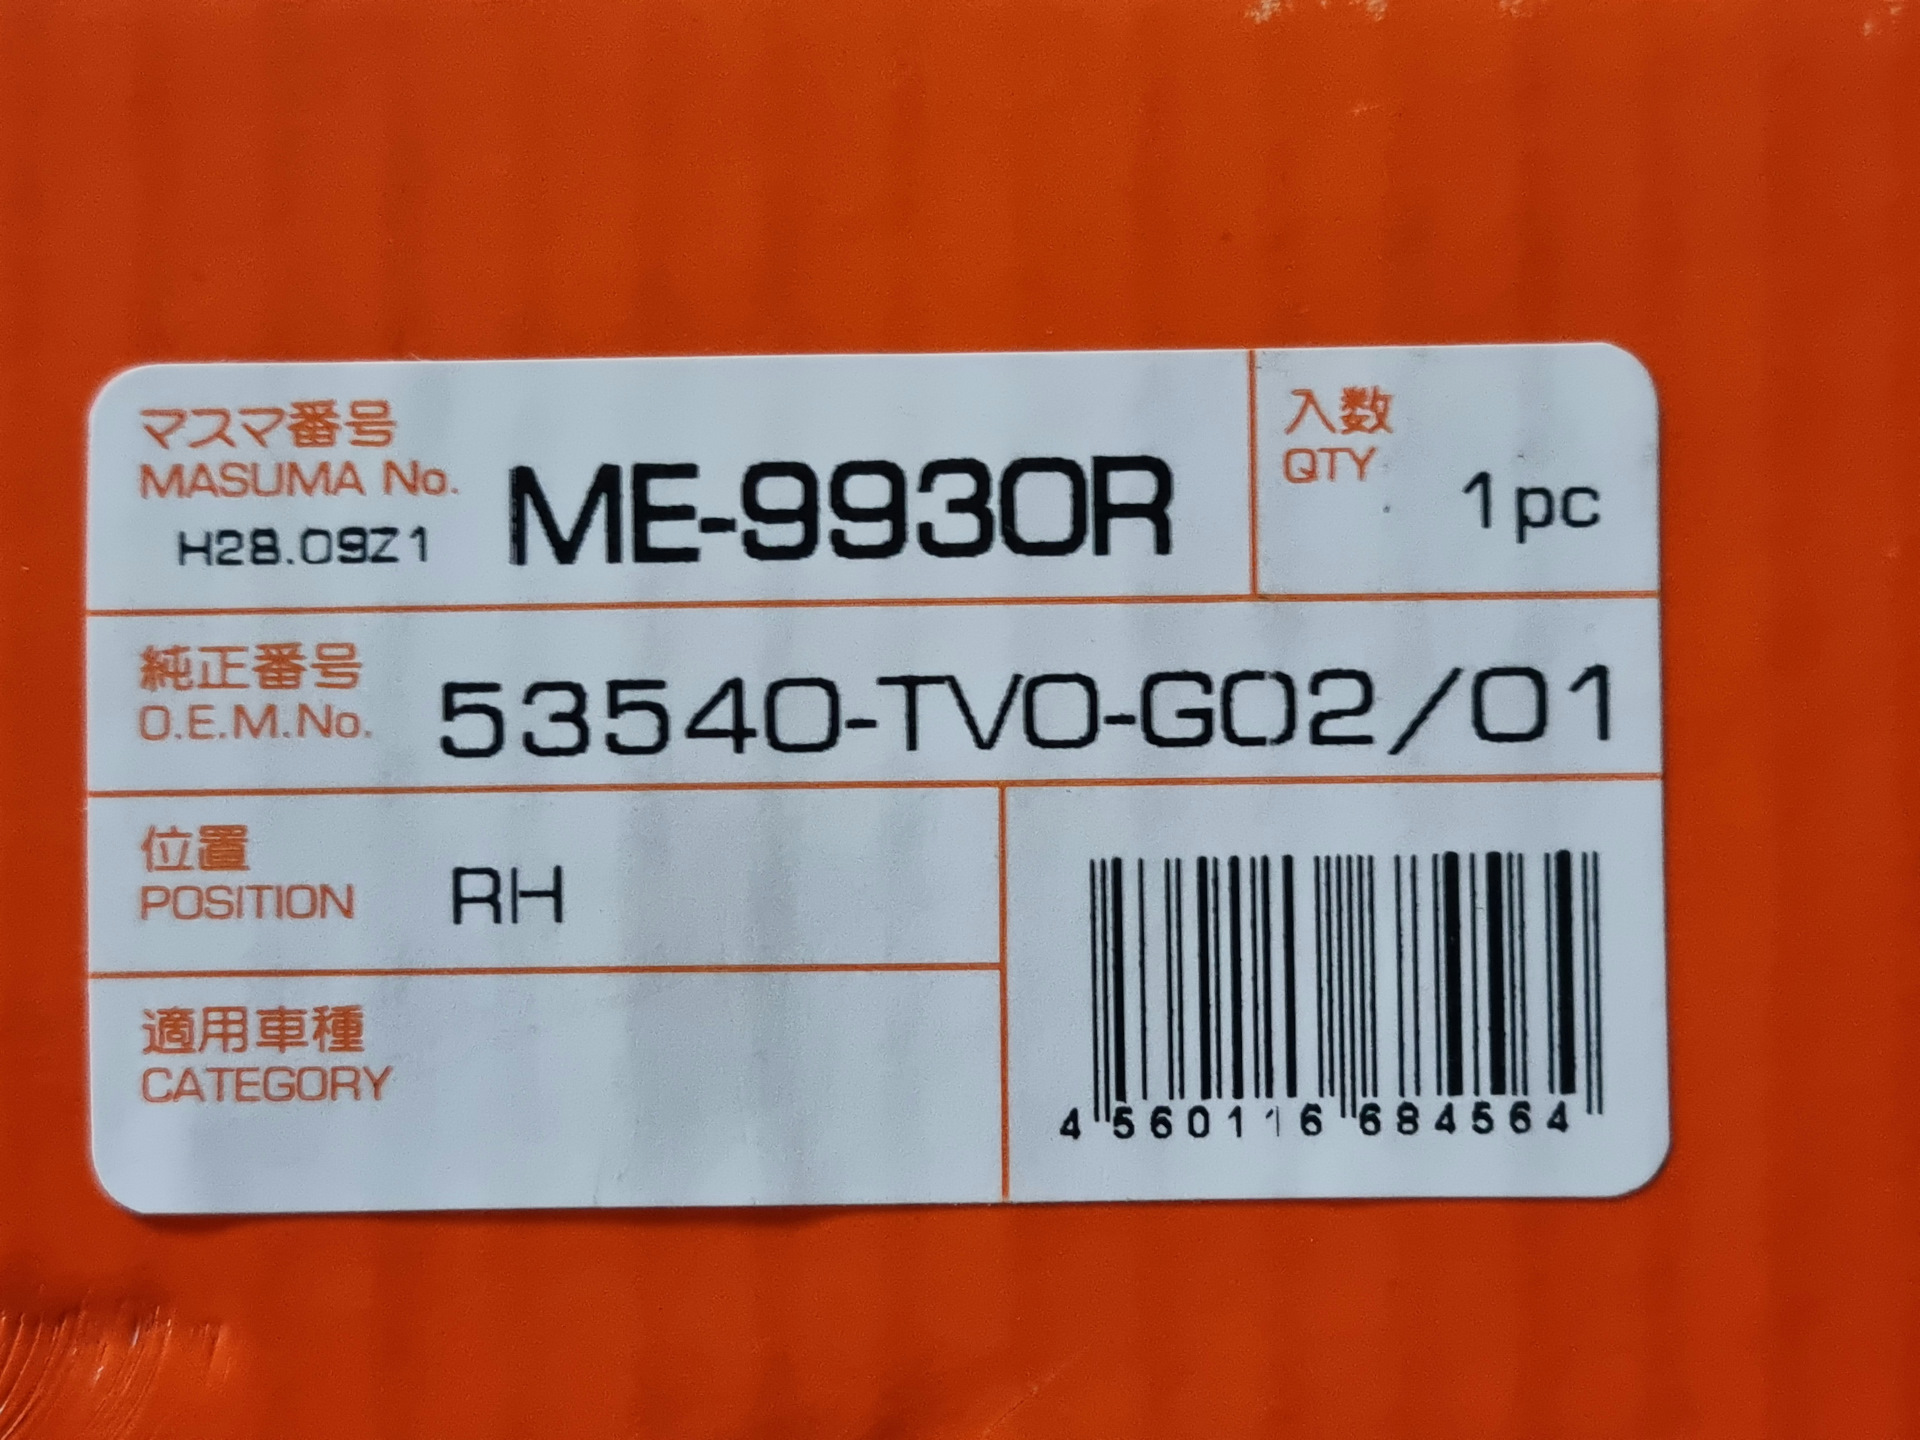 マスマ番号
MASUMA No.
H28.09Z1
ME-9930R
入数
QTY
1pc
純正番号
O.E.M.No.
53540-TV0-G02/01
位置
POSITION
RH
適用車種
CATEGORY
4 560116 684564